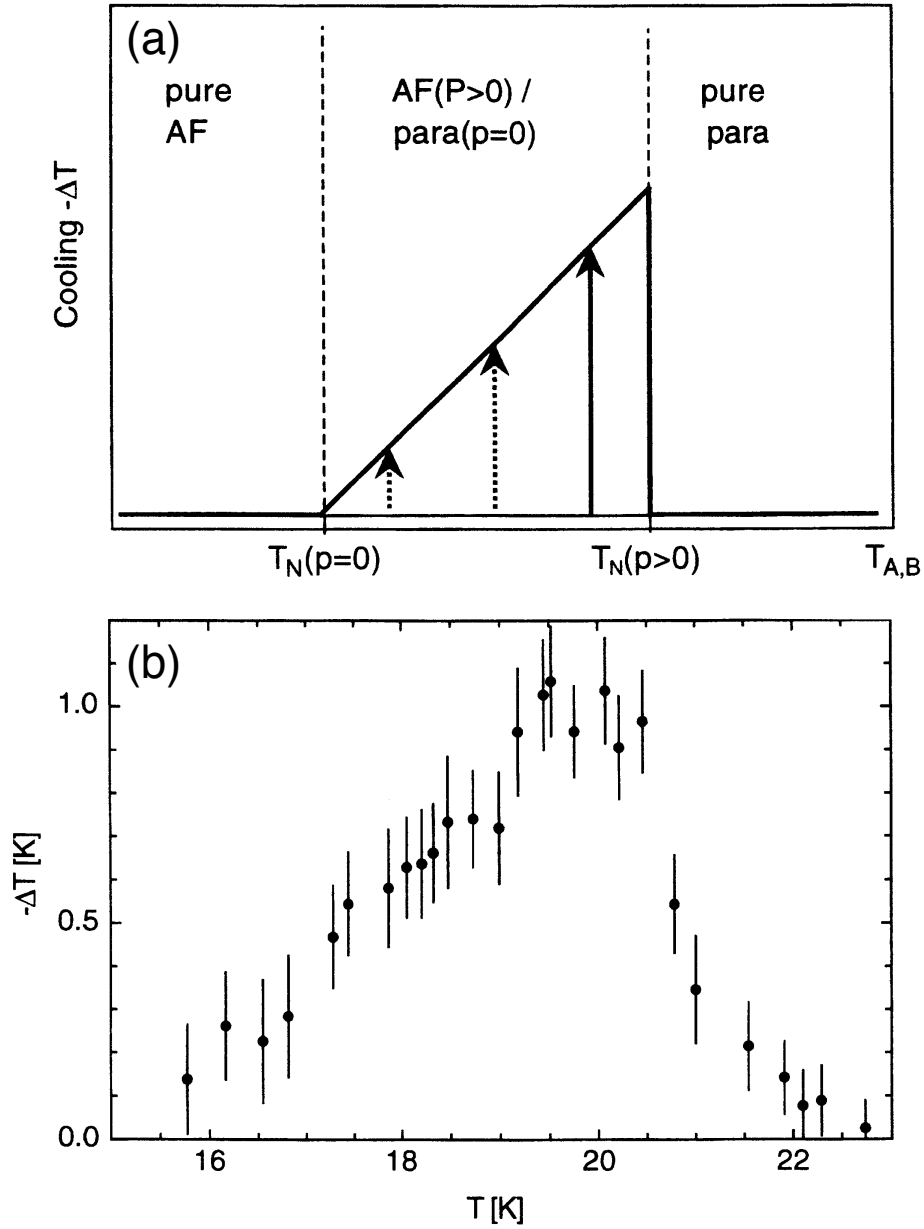 (a)
pure
AF
AF(P>0) /
para(p=0)
pure
para
Cooling -ΔT
T_N(p=0)
T_N(p>0)
T_A,B
(b)
1.0
0.5
0.0
-ΔT [K]
16
18
20
22
T [K]